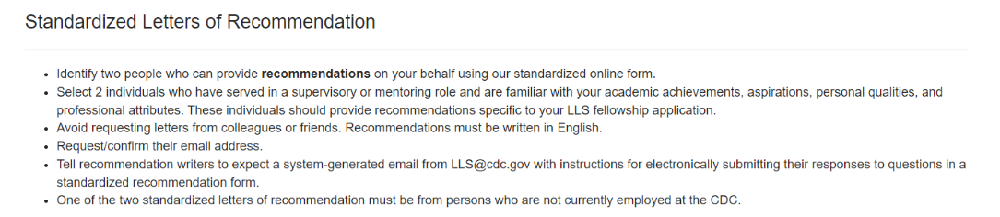 Standardized Letters of Recommendation
• Identify two people who can provide recommendations on your behalf using our standardized online form.
• Select 2 individuals who have served in a supervisory or mentoring role and are familiar with your academic achievements, aspirations, personal qualities, and
professional attributes. These individuals should provide recommendations specific to your LLS fellowship application.
• Avoid requesting letters from colleagues or friends. Recommendations must be written in English.
• Request/confirm their email address.
• Tell recommendation writers to expect a system-generated email from LLS@cdc.gov with instructions for electronically submitting their responses to questions in a
standardized recommendation form.
• One of the two standardized letters of recommendation must be from persons who are not currently employed at the CDC.